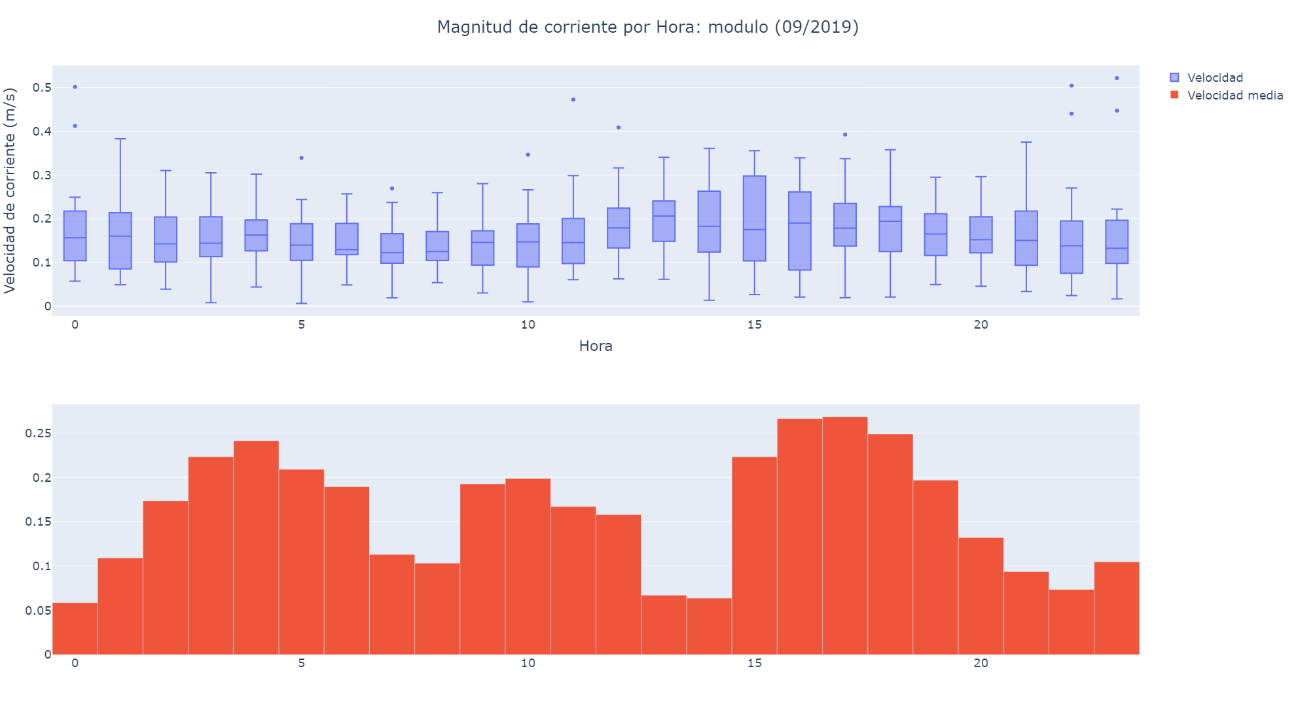 Magnitud de corriente por Hora: modulo (09/2019)
Velocidad
Velocidad media
Velocidad de corriente (m/s)
0.5
0.4
0.3
0.2
0.1
0
0 5 10 15 20
Hora
0.25
0.2
0.15
0.1
0.05
0
0 5 10 15 20